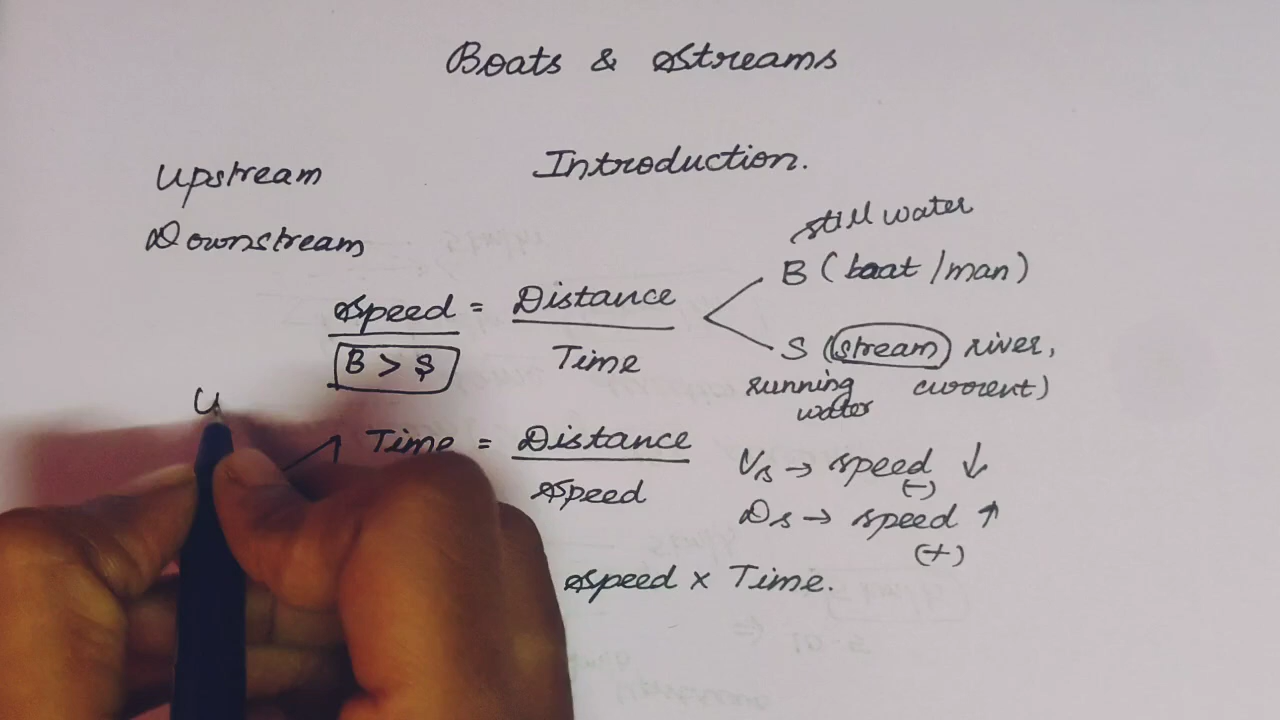 Boats & Streams
Introduction.
Upstream
Downstream
still water
B (boat/man)
Speed = Distance
Time
B > S
S (stream) river,
running water current)
Time = Distance
Speed
Us → speed ↓
(-)
Ds → speed ↑
(+)
Speed x Time.
U